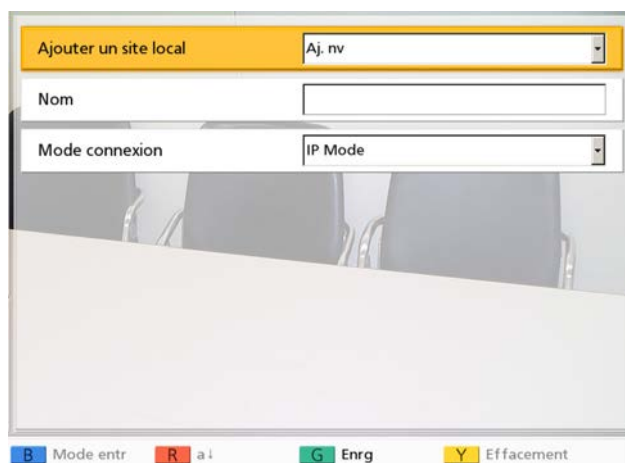 Ajouter un site local Aj. nv
Nom
Mode connexion IP Mode
B Mode entr R a↓ G Enrg Y Effacement